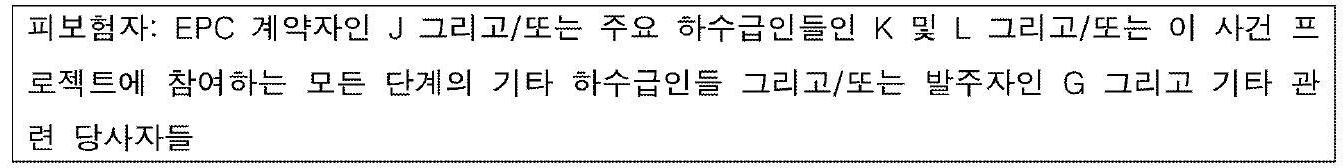 피보험자: EPC 계약자인 J 그리고/또는 주요 하수급인들인 K 및 L 그리고/또는 이 사건 프
로젝트에 참여하는 모든 단계의 기타 하수급인들 그리고/또는 발주자인 G 그리고 기타 관
련 당사자들